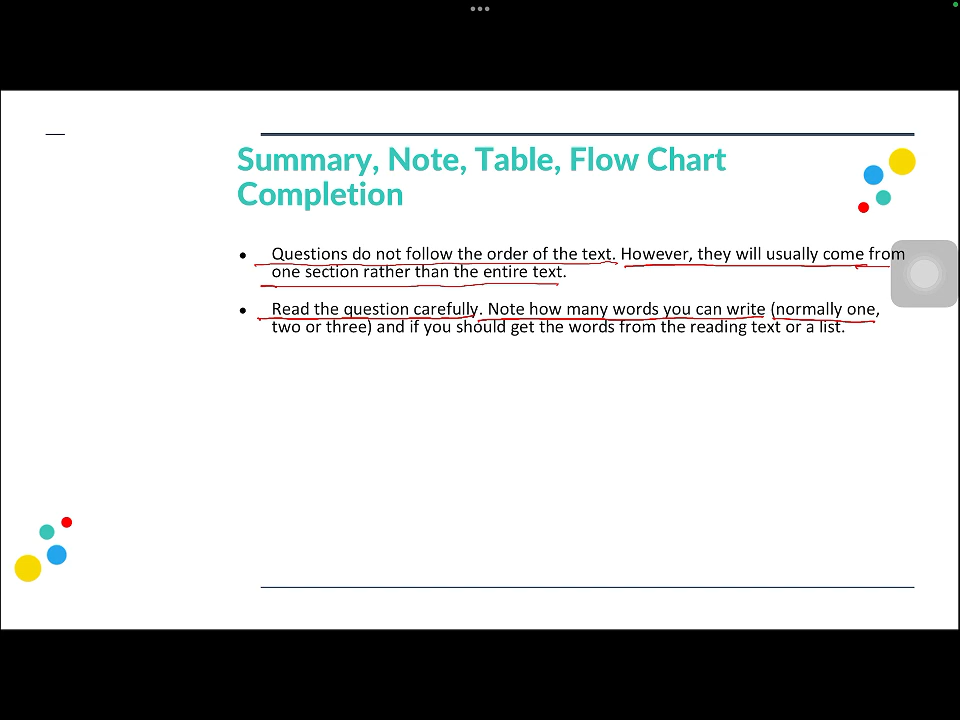 Summary, Note, Table, Flow Chart
Completion
• Questions do not follow the order of the text. However, they will usually come from
one section rather than the entire text.
• Read the question carefully. Note how many words you can write (normally one,
two or three) and if you should get the words from the reading text or a list.